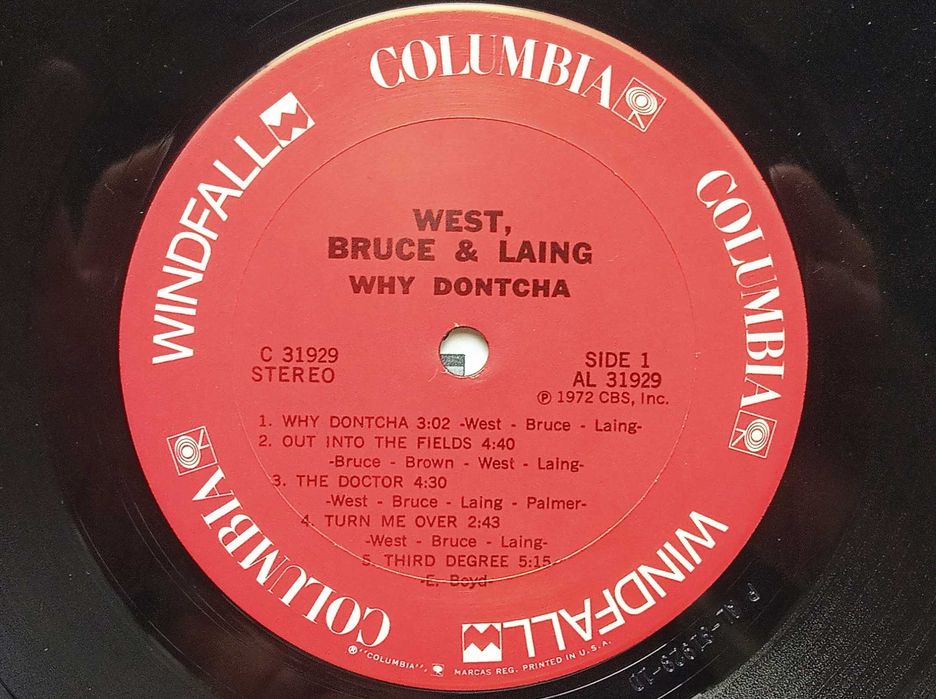 COLUMBIA
COLUMBIA
WINDFALL
COLUMBIA
WINDFALL
WEST,
BRUCE & LAING
WHY DONTCHA
C 31929
STEREO
SIDE 1
AL 31929
Ⓟ 1972 CBS, Inc.
1. WHY DONTCHA 3:02 -West - Bruce - Laing-
2. OUT INTO THE FIELDS 4:40
-Bruce - Brown - West - Laing-
3. THE DOCTOR 4:30
-West - Bruce - Laing - Palmer-
4. TURN ME OVER 2:43
-West - Bruce - Laing-
5. THIRD DEGREE 5:15
-E. Boyd-
® "COLUMBIA", MARCAS REG. PRINTED IN U.S.A.